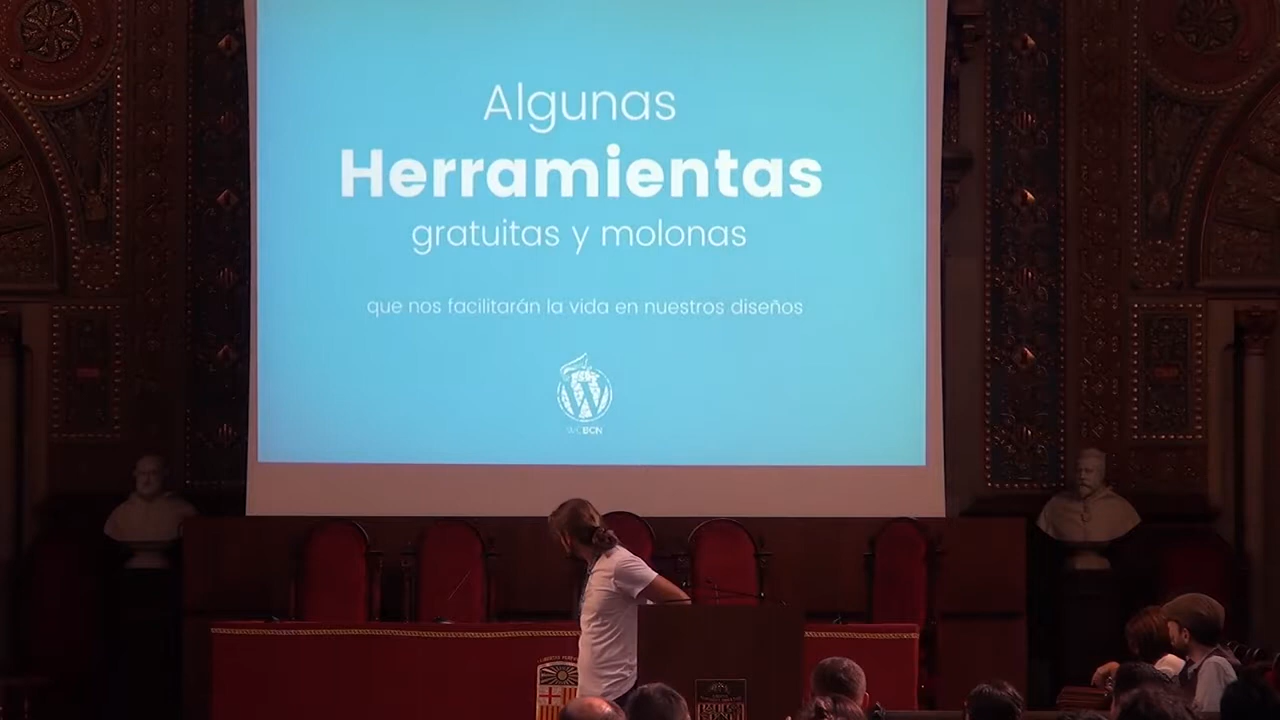 Algunas
Herramientas
gratuitas y molonas
que nos facilitarán la vida en nuestros diseños
W
WCBCN